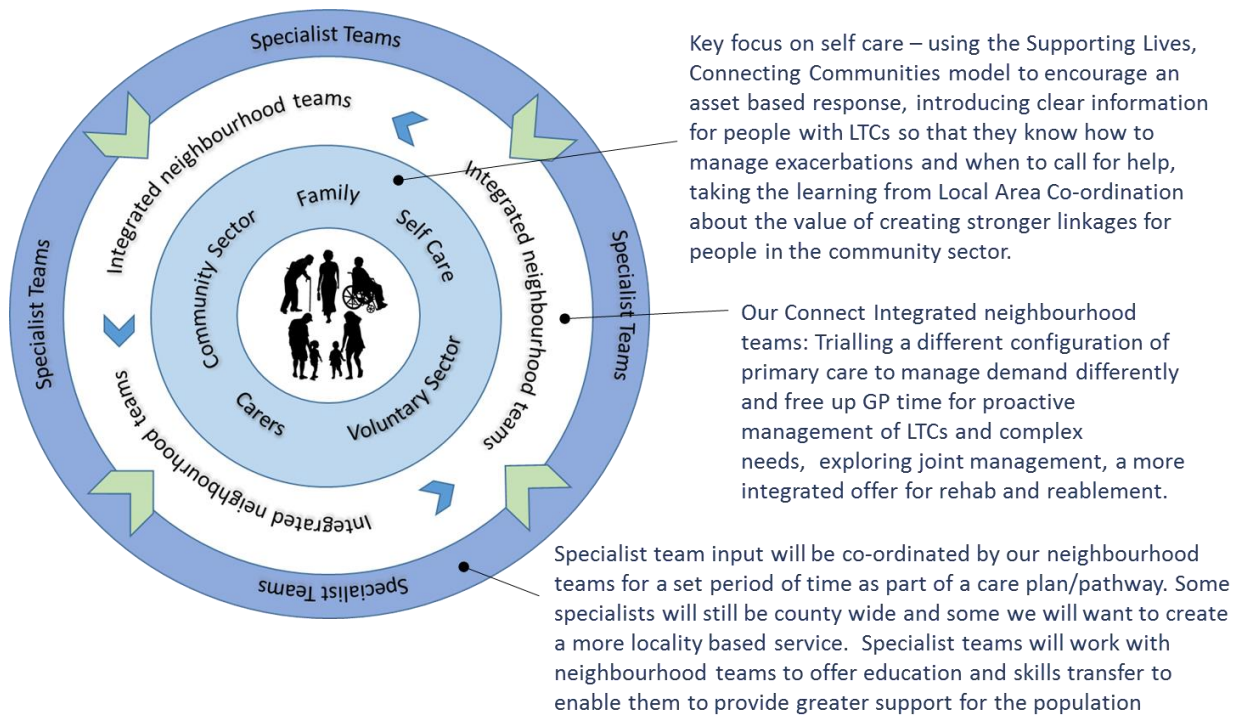 Specialist Teams
Specialist Teams
Specialist Teams
Specialist Teams
Integrated neighbourhood teams
Integrated neighbourhood teams
Integrated neighbourhood teams
Family
Self Care
Community Sector
Carers
Voluntary Sector
Key focus on self care – using the Supporting Lives,
Connecting Communities model to encourage an
asset based response, introducing clear information
for people with LTCs so that they know how to
manage exacerbations and when to call for help,
taking the learning from Local Area Co-ordination
about the value of creating stronger linkages for
people in the community sector.
Our Connect Integrated neighbourhood
teams: Trialling a different configuration of
primary care to manage demand differently
and free up GP time for proactive
management of LTCs and complex
needs,  exploring joint management, a more
integrated offer for rehab and reablement.
Specialist team input will be co-ordinated by our neighbourhood
teams for a set period of time as part of a care plan/pathway. Some
specialists will still be county wide and some we will want to create
a more locality based service.  Specialist teams will work with
neighbourhood teams to offer education and skills transfer to
enable them to provide greater support for the population